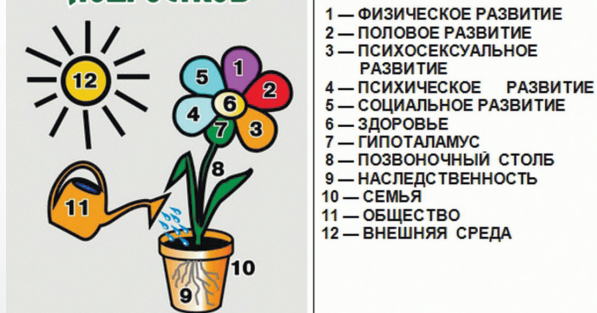 1 — ФИЗИЧЕСКОЕ РАЗВИТИЕ
2 — ПОЛОВОЕ РАЗВИТИЕ
3 — ПСИХОСЕКСУАЛЬНОЕ
РАЗВИТИЕ
4 — ПСИХИЧЕСКОЕ РАЗВИТИЕ
5 — СОЦИАЛЬНОЕ РАЗВИТИЕ
6 — ЗДОРОВЬЕ
7 — ГИПОТАЛАМУС
8 — ПОЗВОНОЧНЫЙ СТОЛБ
9 — НАСЛЕДСТВЕННОСТЬ
10 — СЕМЬЯ
11 — ОБЩЕСТВО
12 — ВНЕШНЯЯ СРЕДА
12
1
5
2
6
4
3
7
8
11
10
9